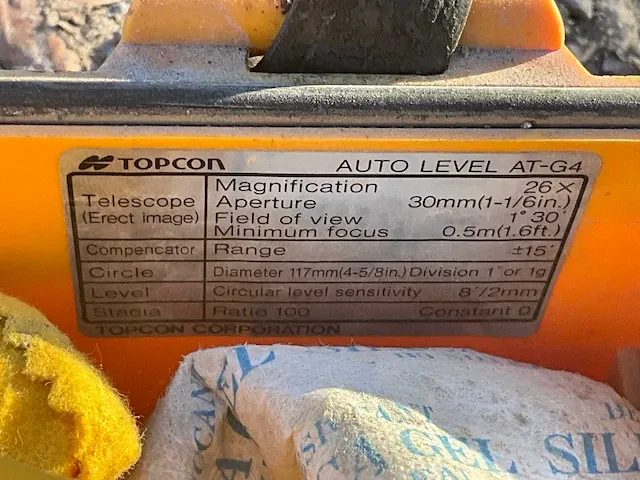 TOPCON AUTO LEVEL AT-G4
Telescope (Erect image)
Magnification 26×
Aperture 30mm(1-1/6in.)
Field of view 1°30′
Minimum focus 0.5m(1.6ft.)
Compencator Range ±15′
Circle Diameter 117mm(4-5/8in.) Division 1° or 1g
Level Circular level sensitivity 8′/2mm
Stadia Ratio 100 Constant 0
TOPCON CORPORATION
GEL SIL